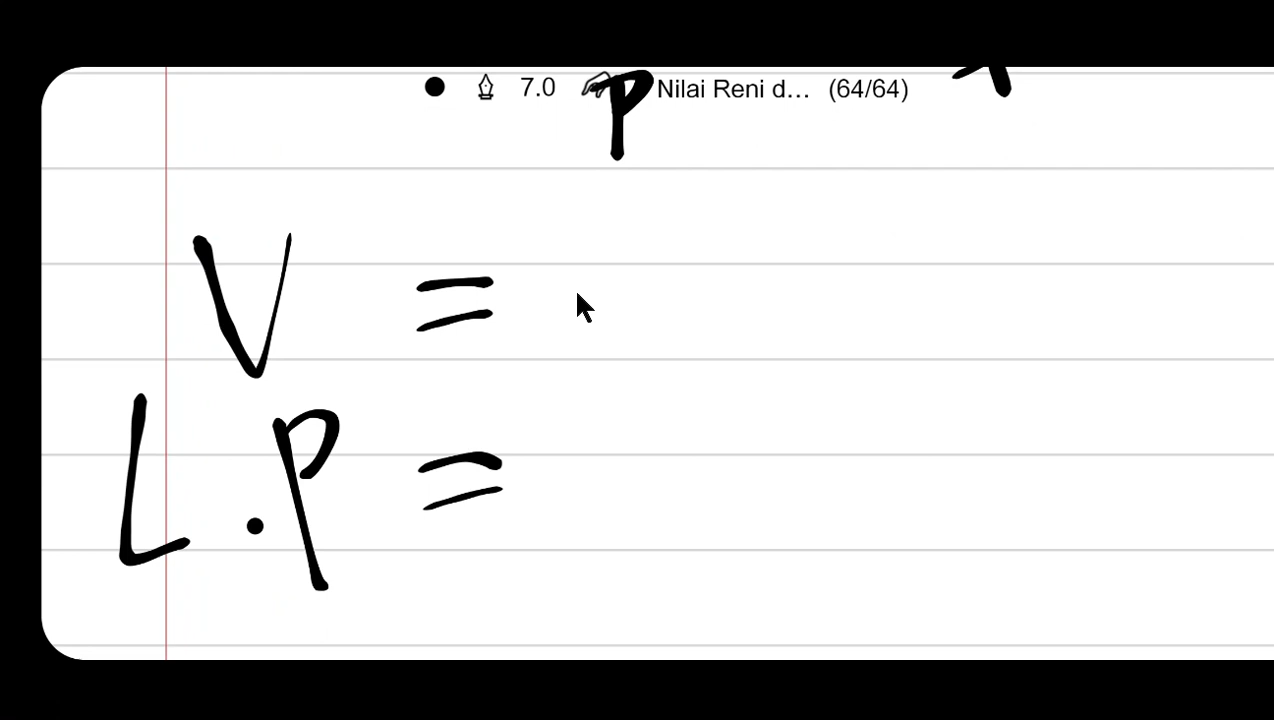 7.0 Nilai Reni d... (64/64)
p
V =
L . P =